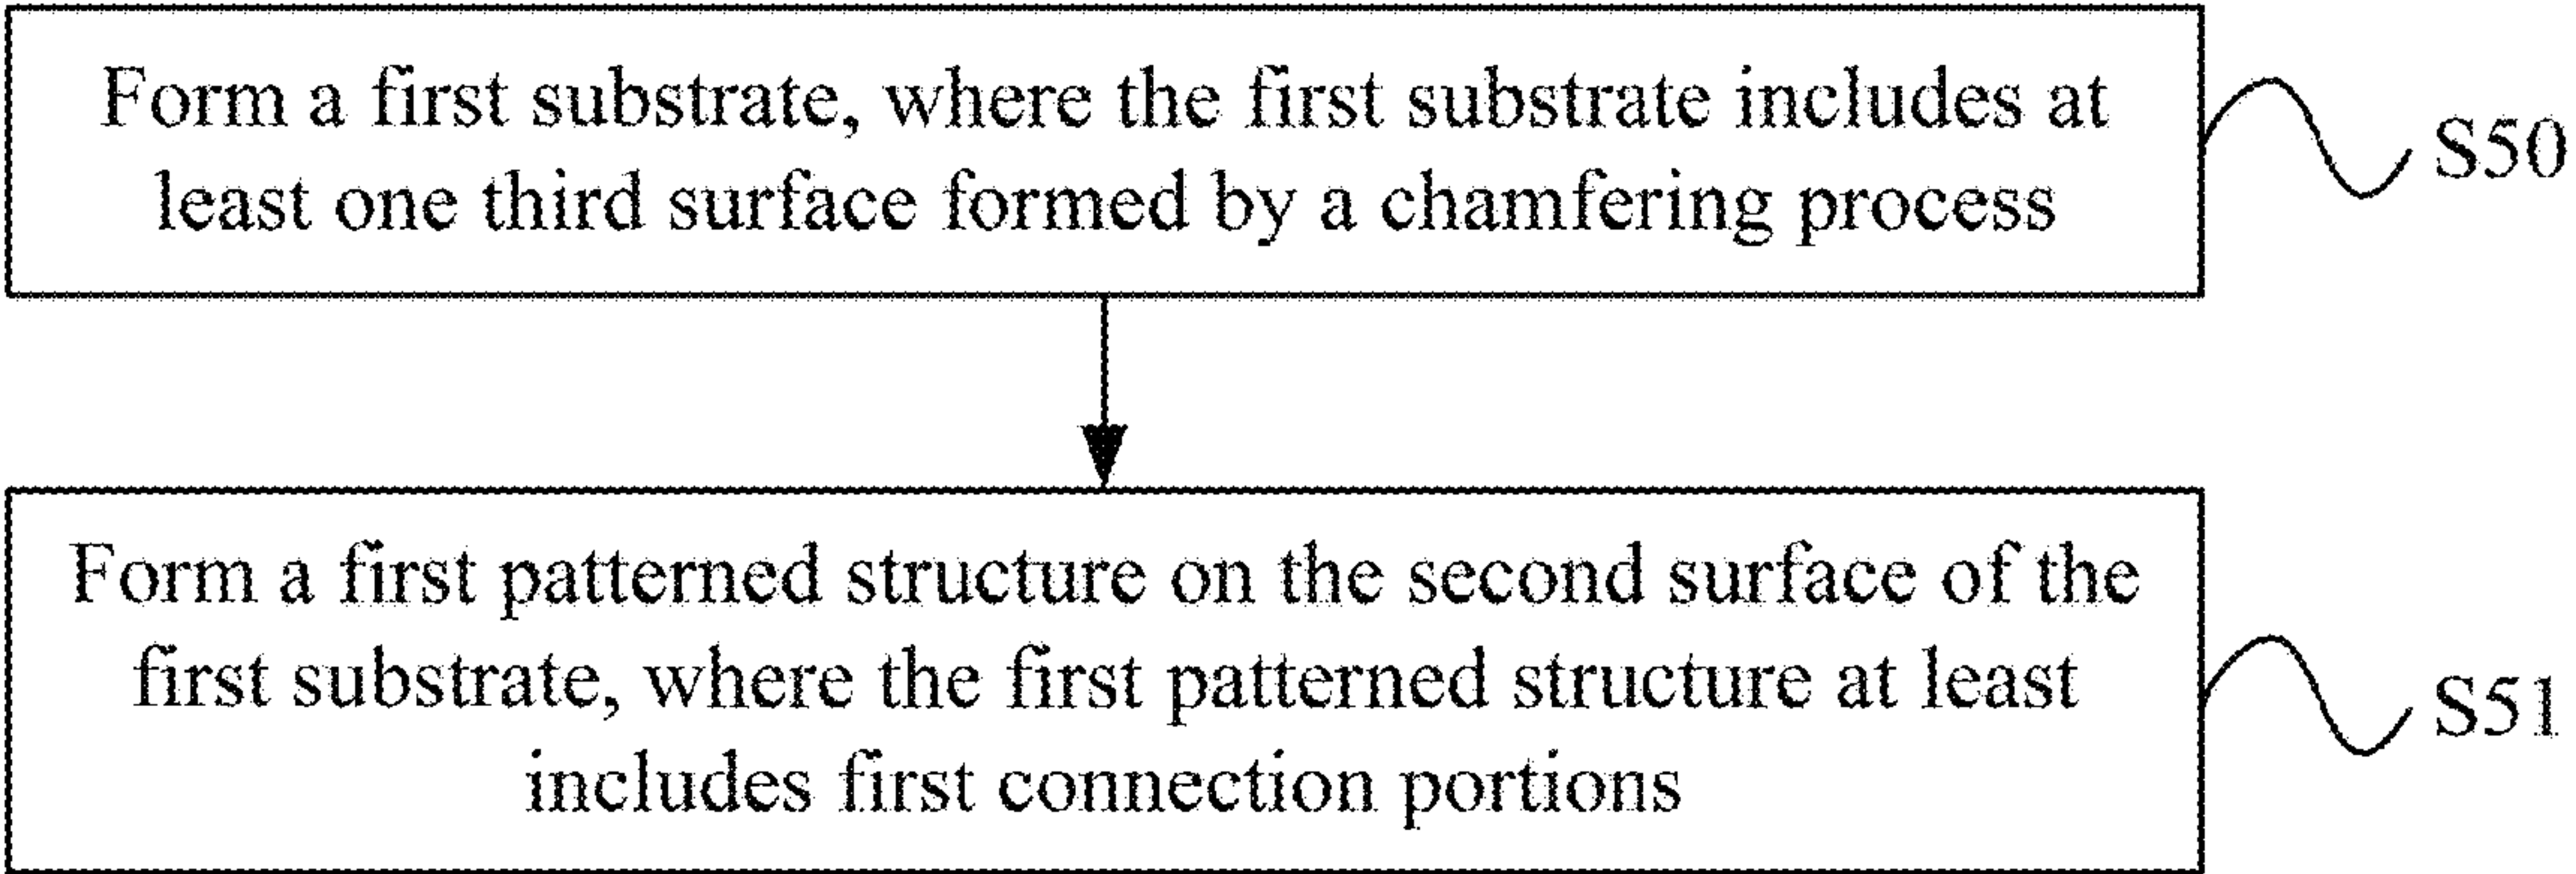 Form a first substrate, where the first substrate includes at
least one third surface formed by a chamfering process
S50
Form a first patterned structure on the second surface of the
first substrate, where the first patterned structure at least
includes first connection portions
S51